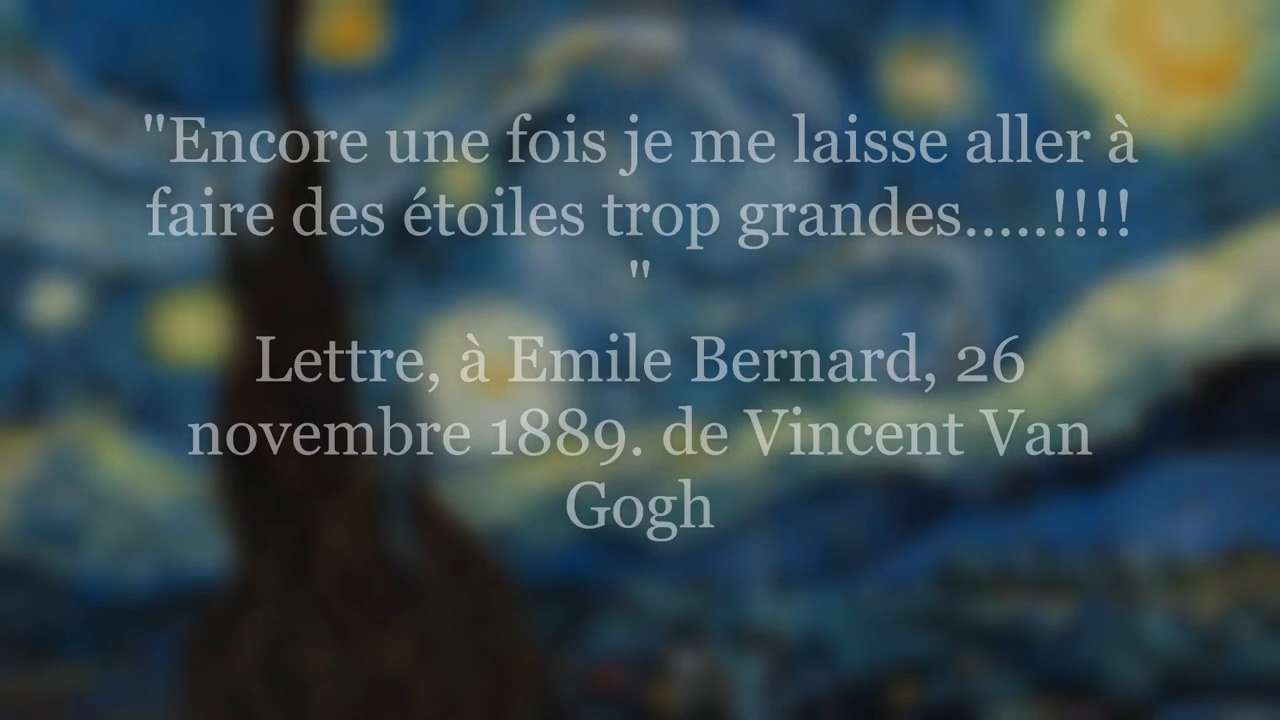 "Encore une fois je me laisse aller à
faire des étoiles trop grandes.....!!!!
"
Lettre, à Emile Bernard, 26
novembre 1889. de Vincent Van
Gogh